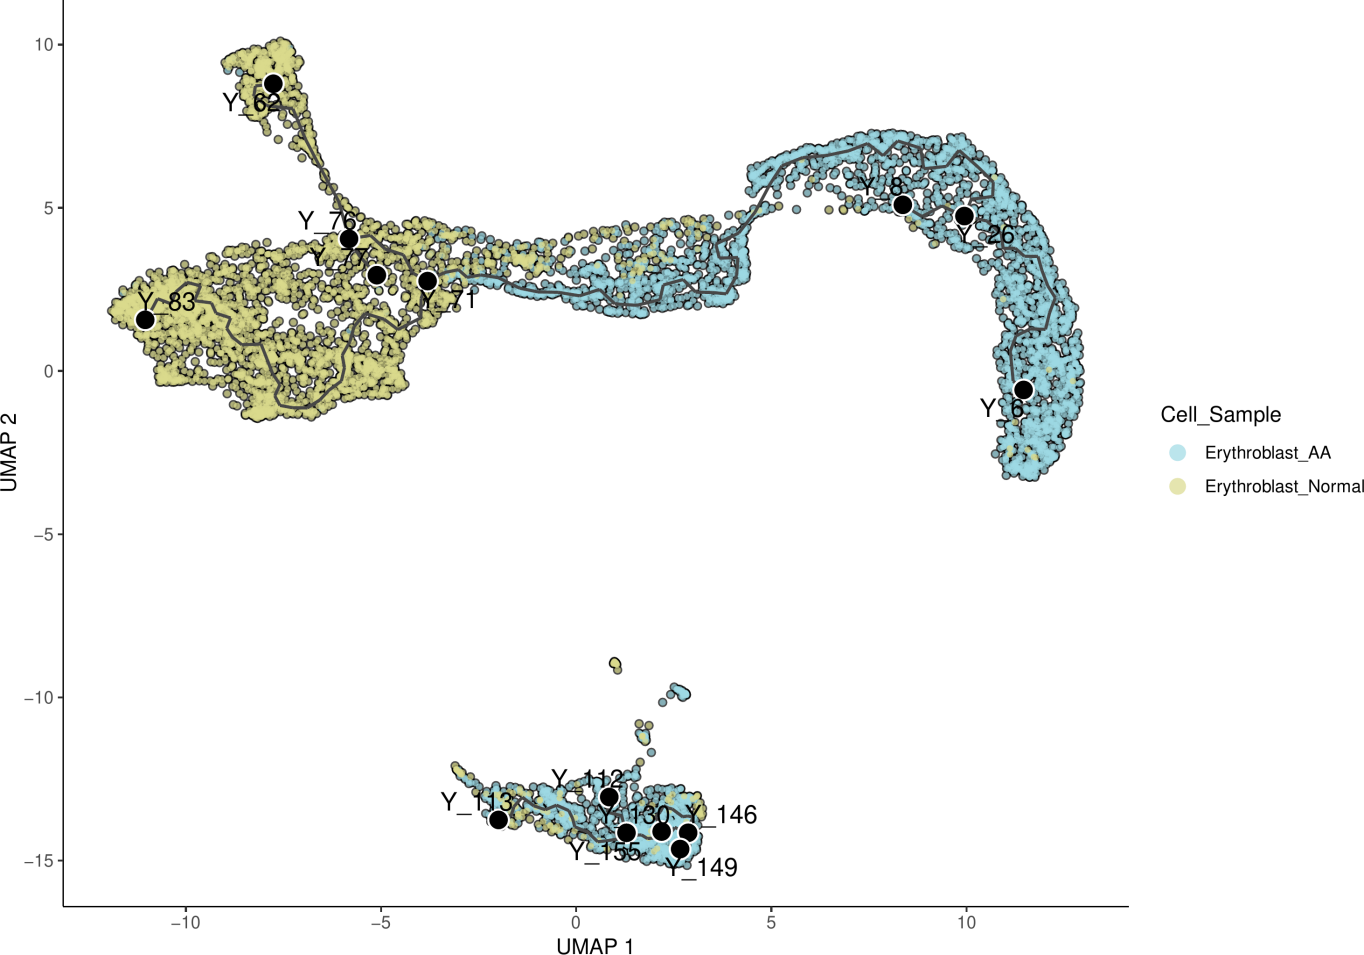 10
5
0
−5
−10
−15
UMAP 2
−10
−5
0
5
10
UMAP 1
Y_62
Y_76
Y_71
Y_83
Y_8
Y_26
Y_6
Y_112
Y_113
Y_130
Y_146
Y_155
Y_149
Cell_Sample
Erythroblast_AA
Erythroblast_Normal